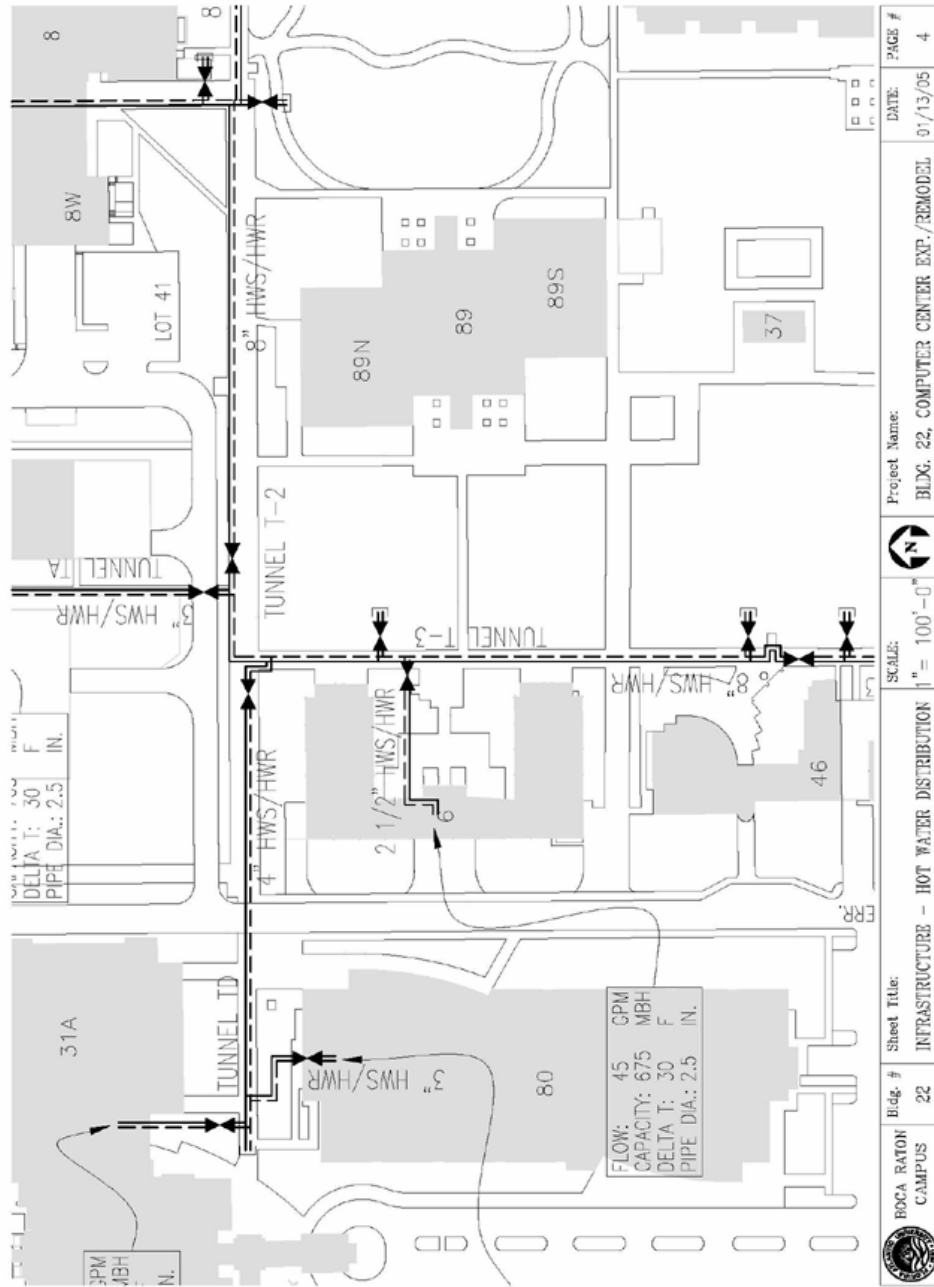 8
8W
LOT 41
8" HWS/HWR
89N
89
89S
37
TUNNEL TA
3" HWS/HWR
TUNNEL T-2
TUNNEL T-3
8" HWS/HWR
3
DELTA T: 30 F
PIPE DIA.: 2.5 IN.
4" HWS/HWR
2 1/2" HWS/HWR
6
46
ERR.
31A
TUNNEL TD
3" HWS/HWR
80
FLOW: 45 GPM
CAPACITY: 675 MBH
DELTA T: 30 F
PIPE DIA.: 2.5 IN.
GPM
MBH
IN.
BOCA RATON
CAMPUS
Bldg. #
22
Sheet Title:
INFRASTRUCTURE - HOT WATER DISTRIBUTION
SCALE:
1" = 100'-0"
N
Project Name:
BLDG. 22, COMPUTER CENTER EXP./REMODEL
DATE:
01/13/05
PAGE #
4